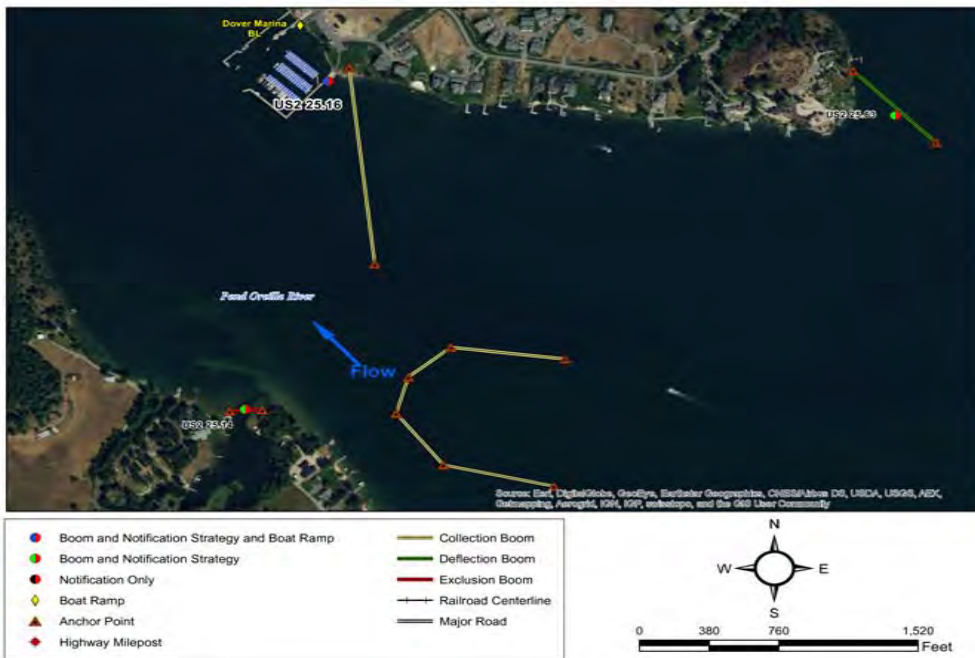 Dover Marina
BL
US2 25.16
US2 25.63
Pend Oreille River
Flow
US2 25.14
Source: Esri, DigitalGlobe, GeoEye, Earthstar Geographics, CNES/Airbus DS, USDA, USGS, AEX,
Getmapping, Aerogrid, IGN, IGP, swisstopo, and the GIS User Community
Boom and Notification Strategy and Boat Ramp
Boom and Notification Strategy
Notification Only
Boat Ramp
Anchor Point
Highway Milepost
Collection Boom
Deflection Boom
Exclusion Boom
Railroad Centerline
Major Road
N
W E
S
0 380 760 1,520
Feet